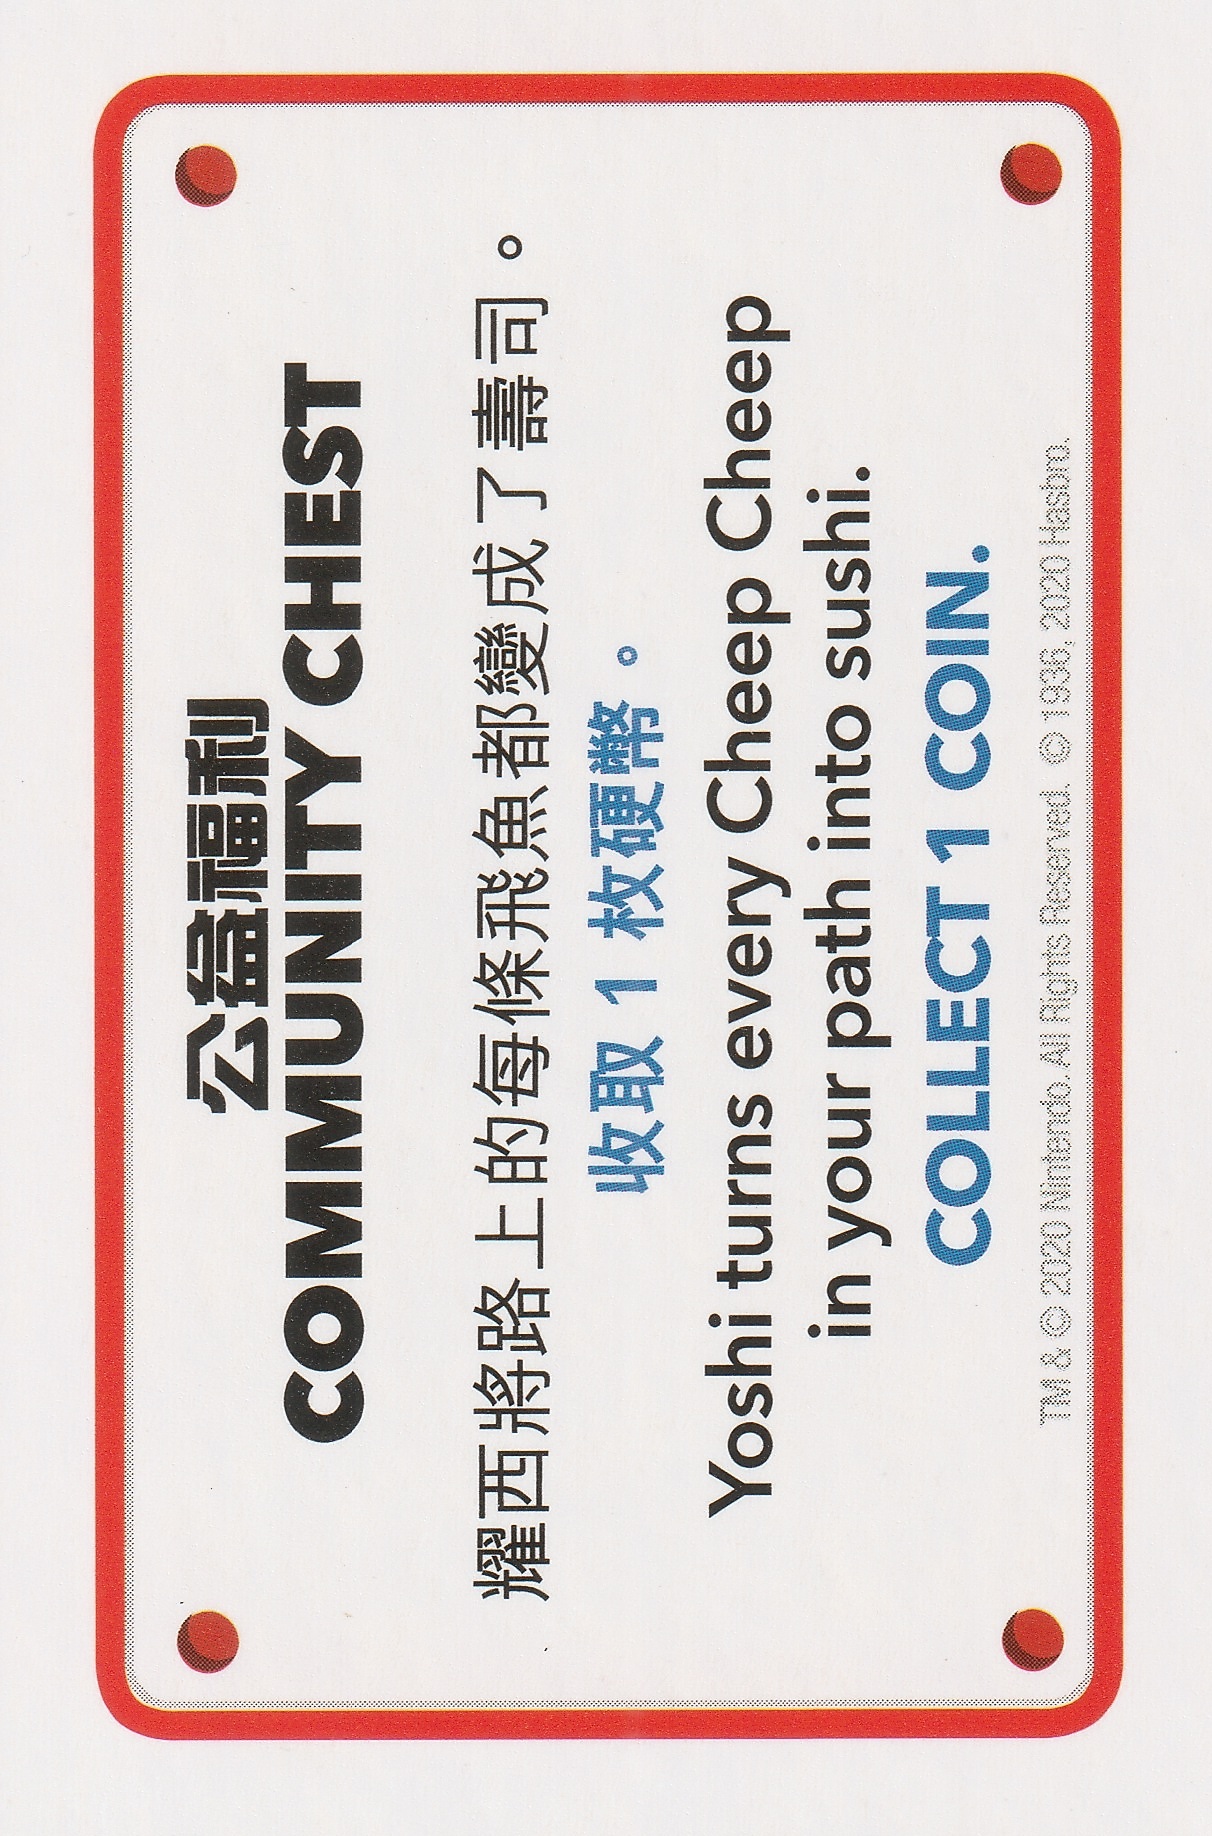 公益福利
COMMUNITY CHEST
耀西將路上的每條飛魚都變成了壽司。
收取 1 枚硬幣。
Yoshi turns every Cheep Cheep
in your path into sushi.
COLLECT 1 COIN.
TM & © 2020 Nintendo. All Rights Reserved. © 1936, 2020 Hasbro.